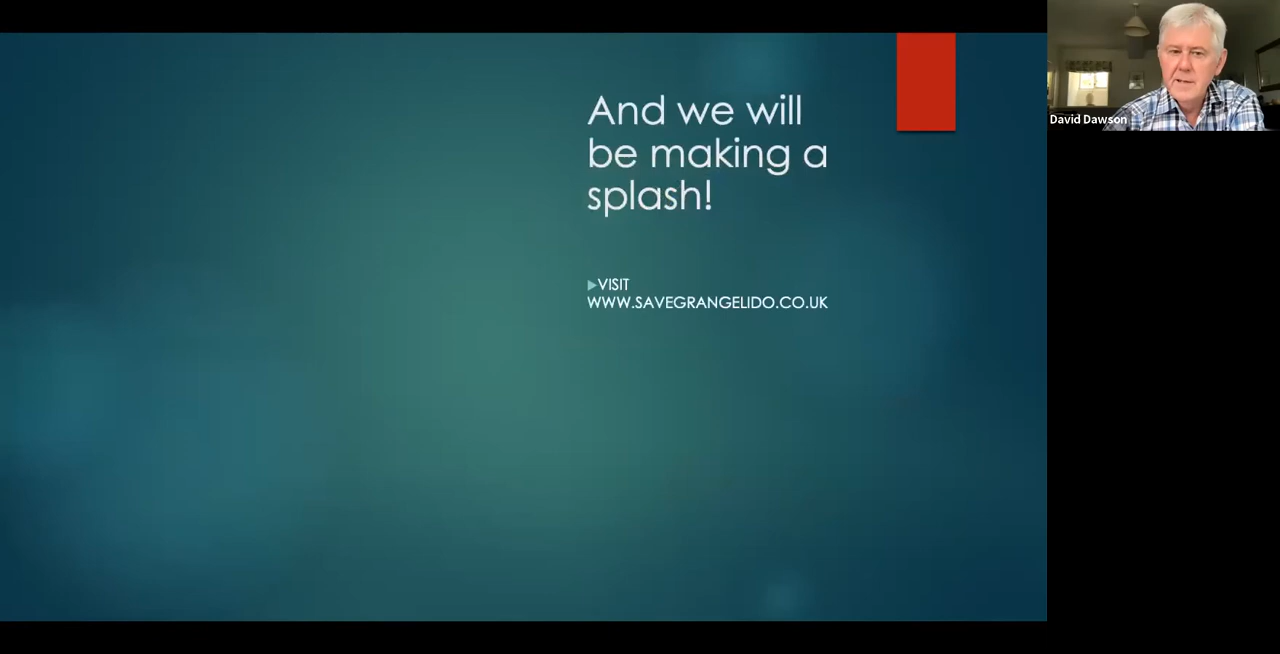 And we will
be making a
splash!
VISIT
WWW.SAVEGRANGELIDO.CO.UK
David Dawson